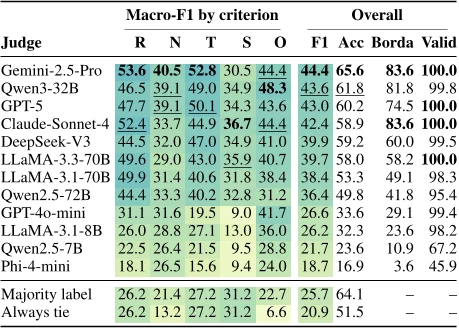 Macro-F1 by criterion Overall
Judge R N T S O F1 Acc Borda Valid
Gemini-2.5-Pro 53.6 40.5 52.8 30.5 44.4 44.4 65.6 83.6 100.0
Qwen3-32B 46.5 39.1 49.0 34.9 48.3 43.6 61.8 81.8 99.8
GPT-5 47.7 39.1 50.1 34.3 43.6 43.0 60.2 74.5 100.0
Claude-Sonnet-4 52.4 33.7 44.9 36.7 44.4 42.4 58.9 83.6 100.0
DeepSeek-V3 44.5 32.0 47.0 34.9 41.0 39.9 59.2 60.0 99.5
LLaMA-3.3-70B 49.6 29.0 43.0 35.9 40.7 39.7 58.0 58.2 100.0
LLaMA-3.1-70B 49.9 31.4 40.6 31.8 38.4 38.4 53.3 49.1 98.3
Qwen2.5-72B 44.4 33.3 40.2 32.8 31.2 36.4 49.8 41.8 95.4
GPT-4o-mini 31.1 31.6 19.5 9.0 41.7 26.6 33.6 29.1 99.4
LLaMA-3.1-8B 26.0 28.8 27.1 13.0 36.0 26.2 32.3 23.6 98.2
Qwen2.5-7B 22.5 26.4 21.5 9.5 28.8 21.7 23.6 10.9 67.2
Phi-4-mini 18.1 26.5 15.6 9.4 24.0 18.7 16.9 3.6 45.9
Majority label 26.2 21.4 27.2 31.2 22.7 25.7 64.1 – –
Always tie 26.2 13.2 27.2 31.2 6.6 20.9 51.5 – –